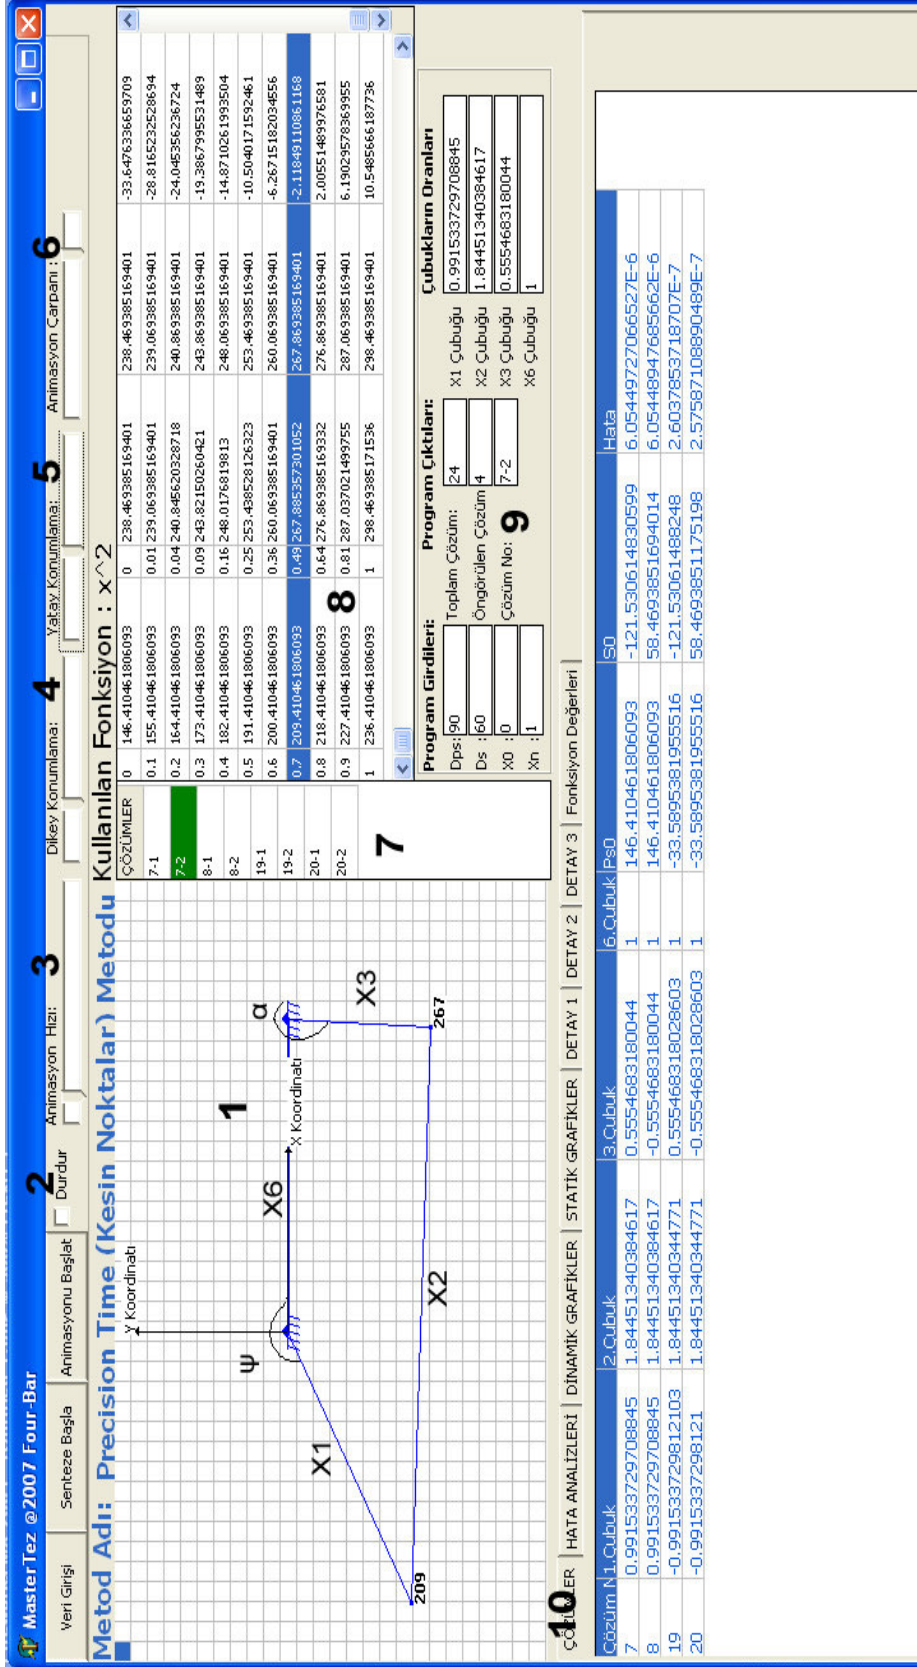 MasterTez @2007 Four-Bar
Veri Girişi
Senteze Başla
Animasyonu Başlat
2
Durdur
3
Animasyon Hızı:
4
Dikey Konumlama:
5
Yatay Konumlama:
6
Animasyon Çarpanı :
Metod Adı: Precision Time (Kesin Noktalar) Metodu
Kullanılan Fonksiyon : x^2
Y Koordinatı
X Koordinatı
1
Ψ
α
X6
X1
X2
X3
209
267
ÇÖZÜMLER
7-1
7-2
8-1
8-2
19-1
19-2
20-1
20-2
7
0 146.410461806093 0 238.469385169401 238.469385169401 -33.6476336659709
0.1 155.410461806093 0.01 239.069385169401 239.069385169401 -28.8165232528694
0.2 164.410461806093 0.04 240.845620328718 240.869385169401 -24.045356236724
0.3 173.410461806093 0.09 243.82150260421 243.869385169401 -19.3867995531489
0.4 182.410461806093 0.16 248.0176819813 248.069385169401 -14.8710261993504
0.5 191.410461806093 0.25 253.438528126323 253.469385169401 -10.5040171592461
0.6 200.410461806093 0.36 260.069385169401 260.069385169401 -6.26715182034556
0.7 209.410461806093 0.49 267.885357301052 267.869385169401 -2.11849110861168
0.8 218.410461806093 0.64 276.869385169332 276.869385169401 2.00551489976581
0.9 227.410461806093 0.81 287.037021499755 287.069385169401 6.19029578369955
1 236.410461806093 1 298.469385171536 298.469385169401 10.5485666187736
8
Program Girdileri:
Dps: 90
Ds : 60
X0 : 0
Xn : 1
Program Çıktıları:
Toplam Çözüm: 24
Öngörülen Çözüm 4
Çözüm No: 7-2
9
Çubukların Oranları
X1 Çubuğu 0.991533729708845
X2 Çubuğu 1.84451340384617
X3 Çubuğu 0.55546831800­44
X6 Çubuğu 1
10
ÇÖZÜMLER
HATA ANALİZLERİ
DİNAMİK GRAFİKLER
STATİK GRAFİKLER
DETAY 1
DETAY 2
DETAY 3
Fonksiyon Değerleri
Çözüm N 1.Çubuk 2.Çubuk 3.Çubuk 6.Çubuk Ps0 S0 Hata
7 0.991533729708845 1.84451340384617 0.5554683180044 1 146.410461806093 -121.530614830599 6.05449727066527E-6
8 0.991533729708845 1.84451340384617 -0.5554683180044 1 146.410461806093 58.4693851694014 6.05448947685662E-6
19 -0.991533729812103 1.84451340344771 0.555468318028603 1 -33.5895381955516 -121.53061488248 2.60378537187­07E-7
20 -0.9915337298121 1.84451340344771 -0.555468318028603 1 -33.5895381955516 58.4693851175198 2.57587108890489E-7